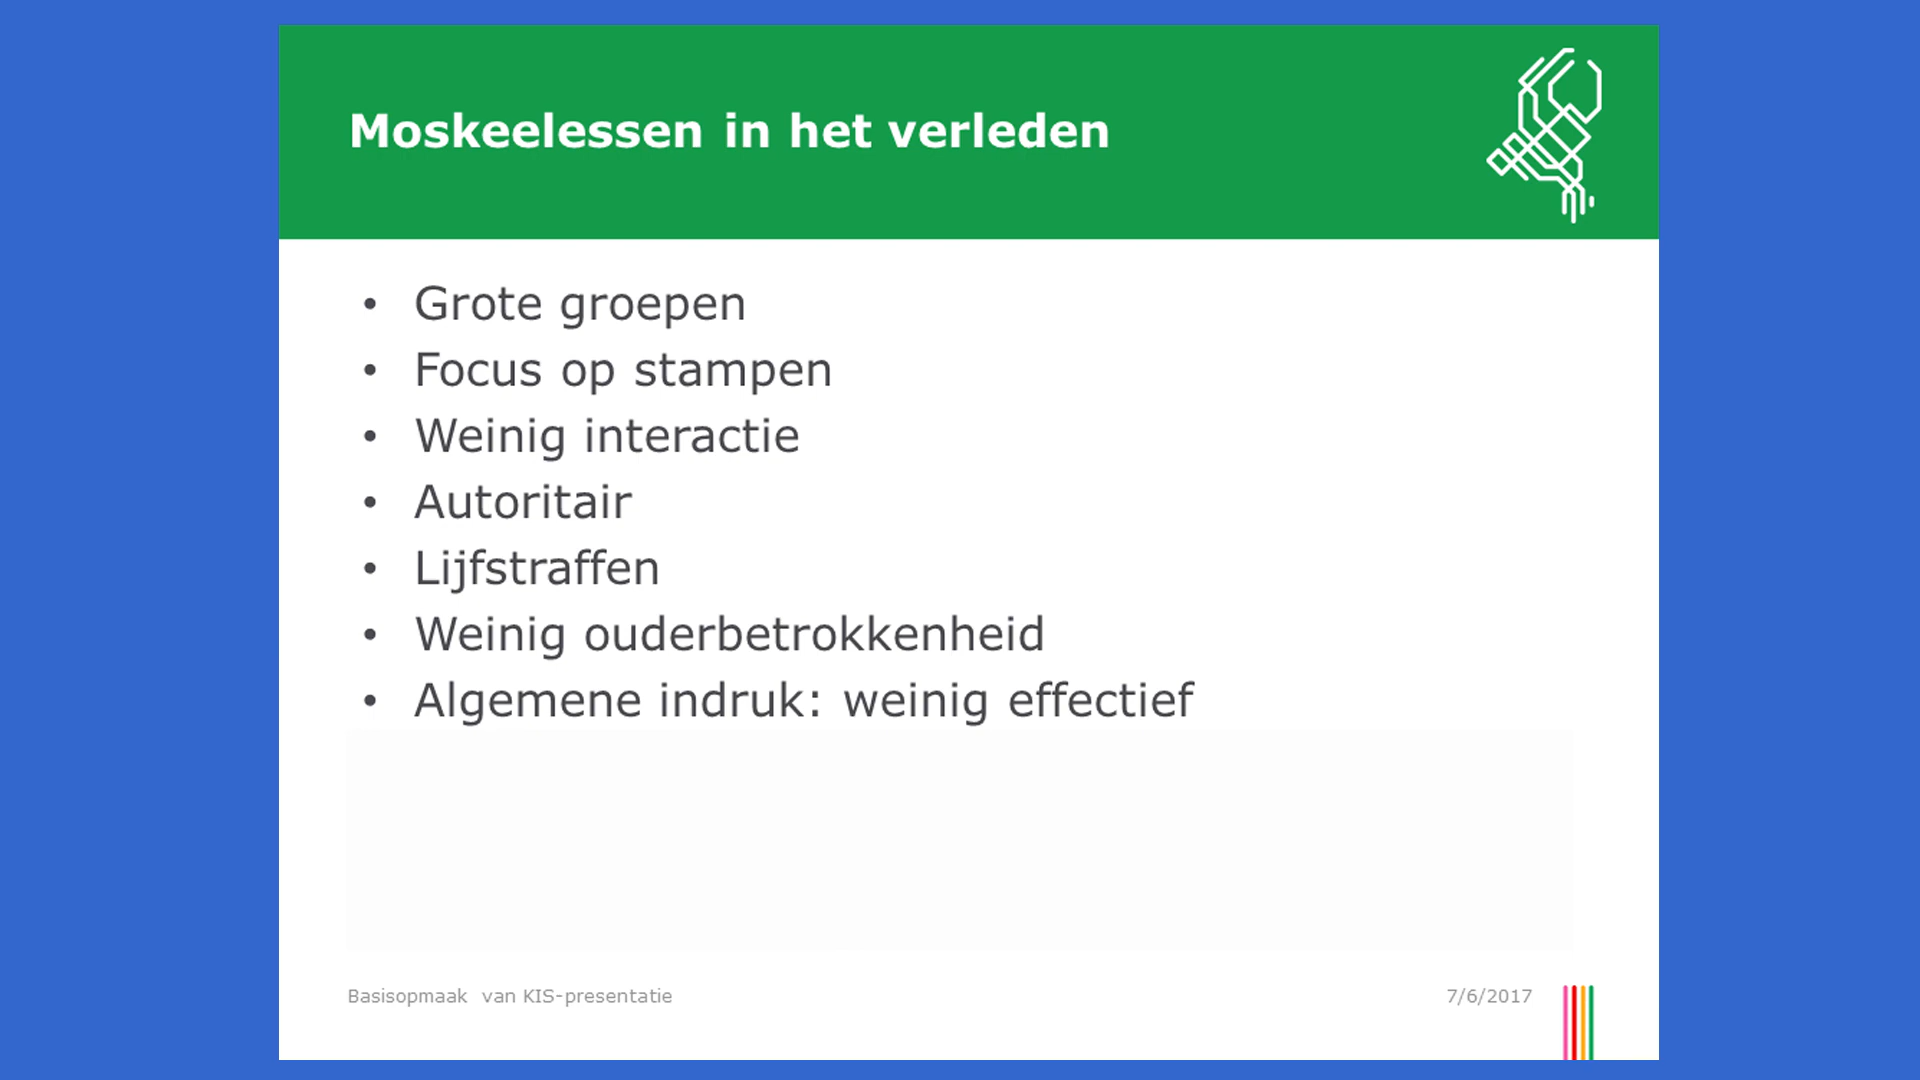 Moskeelessen in het verleden
• Grote groepen
• Focus op stampen
• Weinig interactie
• Autoritair
• Lijfstraffen
• Weinig ouderbetrokkenheid
• Algemene indruk: weinig effectief
Basisopmaak van KIS-presentatie
7/6/2017